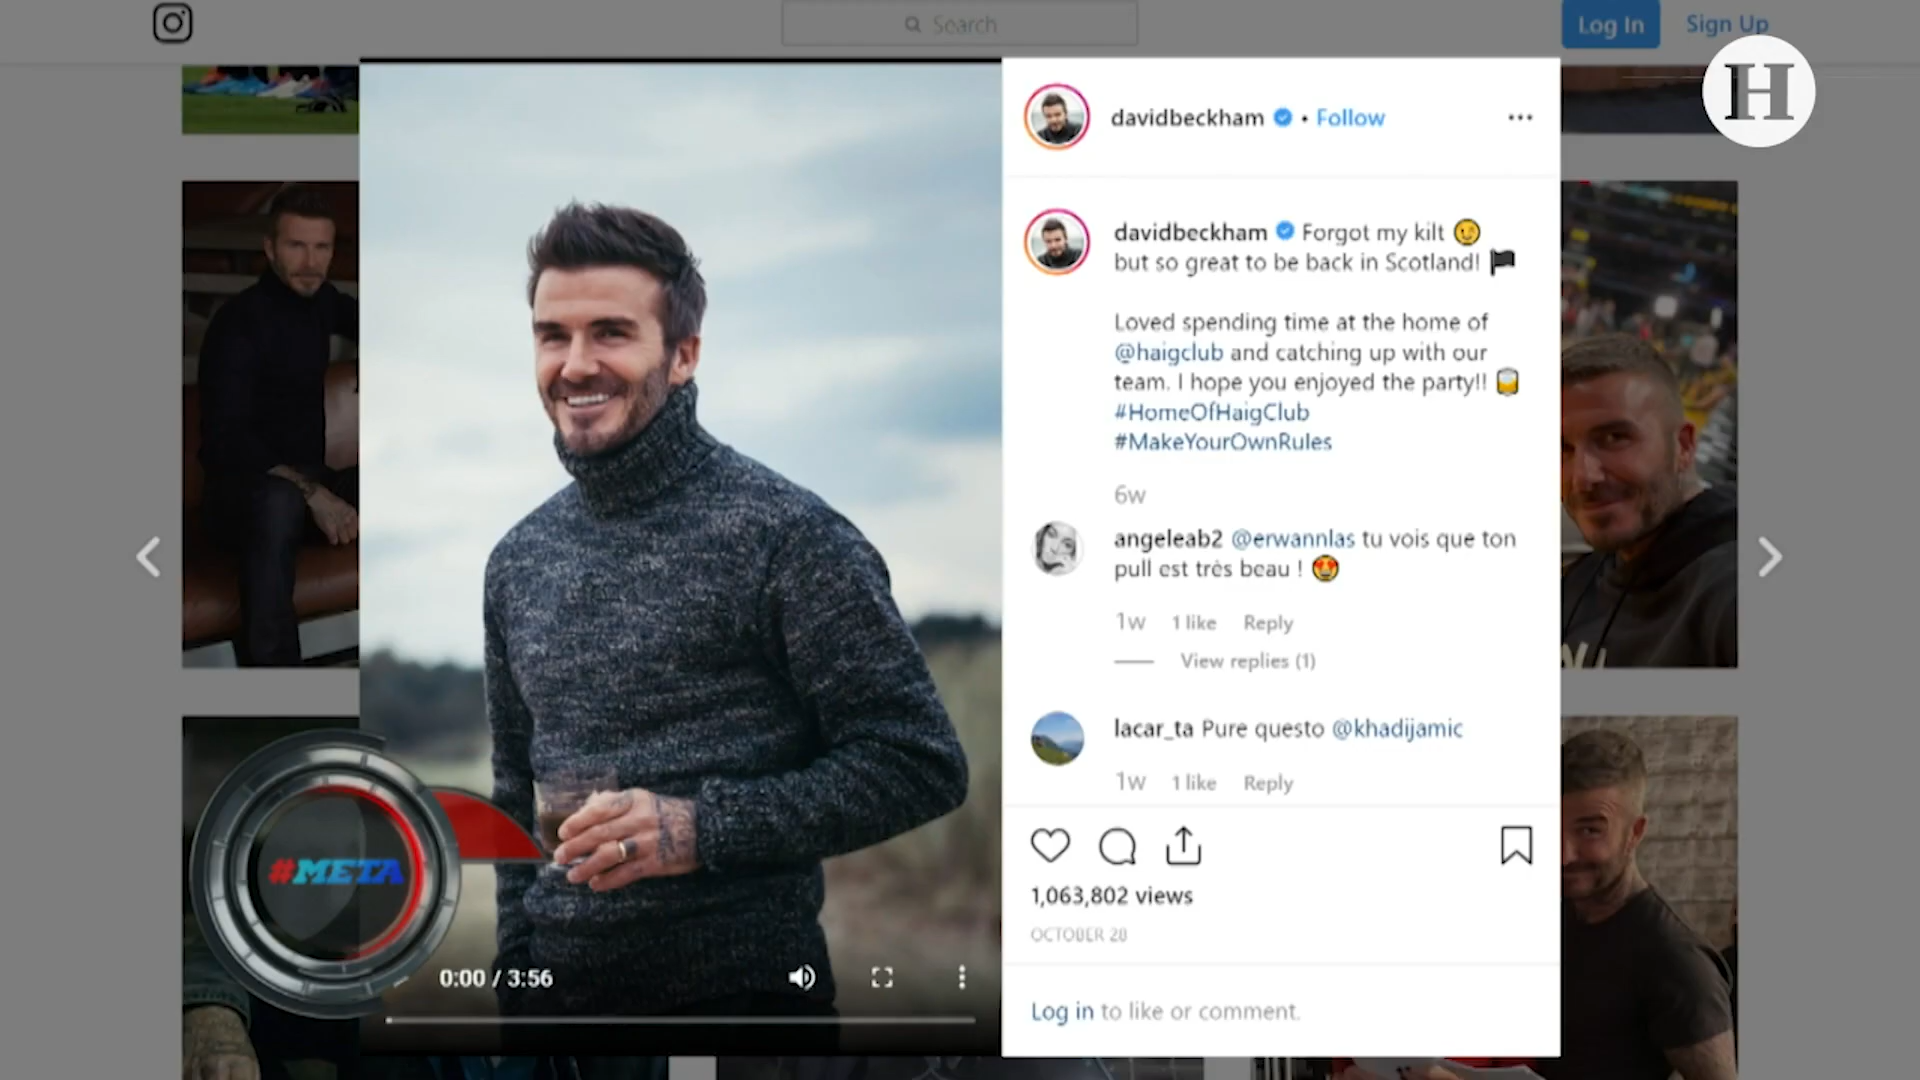 Search
Log In
Sign Up
H
davidbeckham • Follow
davidbeckham Forgot my kilt
but so great to be back in Scotland!
Loved spending time at the home of
@haigclub and catching up with our
team. I hope you enjoyed the party!!
#HomeOfHaigClub
#MakeYourOwnRules
6w
angeleab2 @erwannlas tu vois que ton
pull est très beau !
1w 1 like Reply
View replies (1)
lacar_ta Pure questo @khadijamic
1w 1 like Reply
1,063,802 views
OCTOBER 28
Log in to like or comment.
#META
0:00 / 3:56